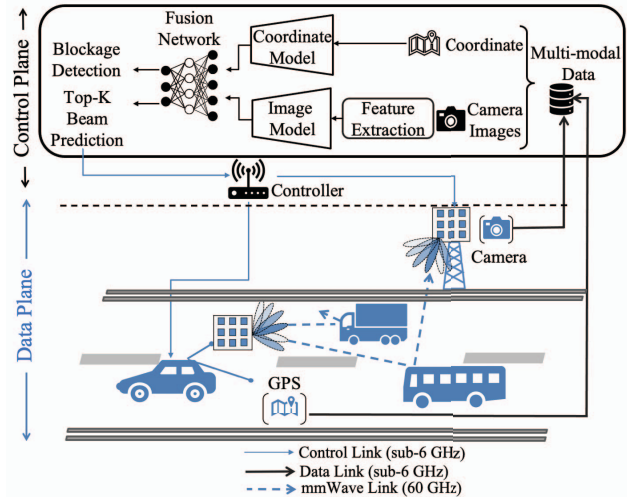 Control Plane
Data Plane
Blockage
Detection
Top-K
Beam
Prediction
Fusion
Network
Coordinate
Model
Image
Model
Feature
Extraction
Coordinate
Camera
Images
Multi-modal
Data
Controller
Camera
GPS
Control Link (sub-6 GHz)
Data Link (sub-6 GHz)
mmWave Link (60 GHz)